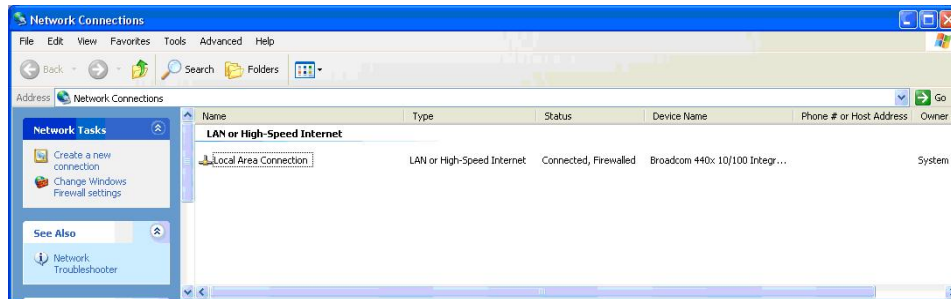 Network Connections
File Edit View Favorites Tools Advanced Help
Back Search Folders
Address Network Connections Go
Name Type Status Device Name Phone # or Host Address Owner
LAN or High-Speed Internet
Local Area Connection LAN or High-Speed Internet Connected, Firewalled Broadcom 440x 10/100 Integr... System
Network Tasks
Create a new
connection
Change Windows
Firewall settings
See Also
Network
Troubleshooter